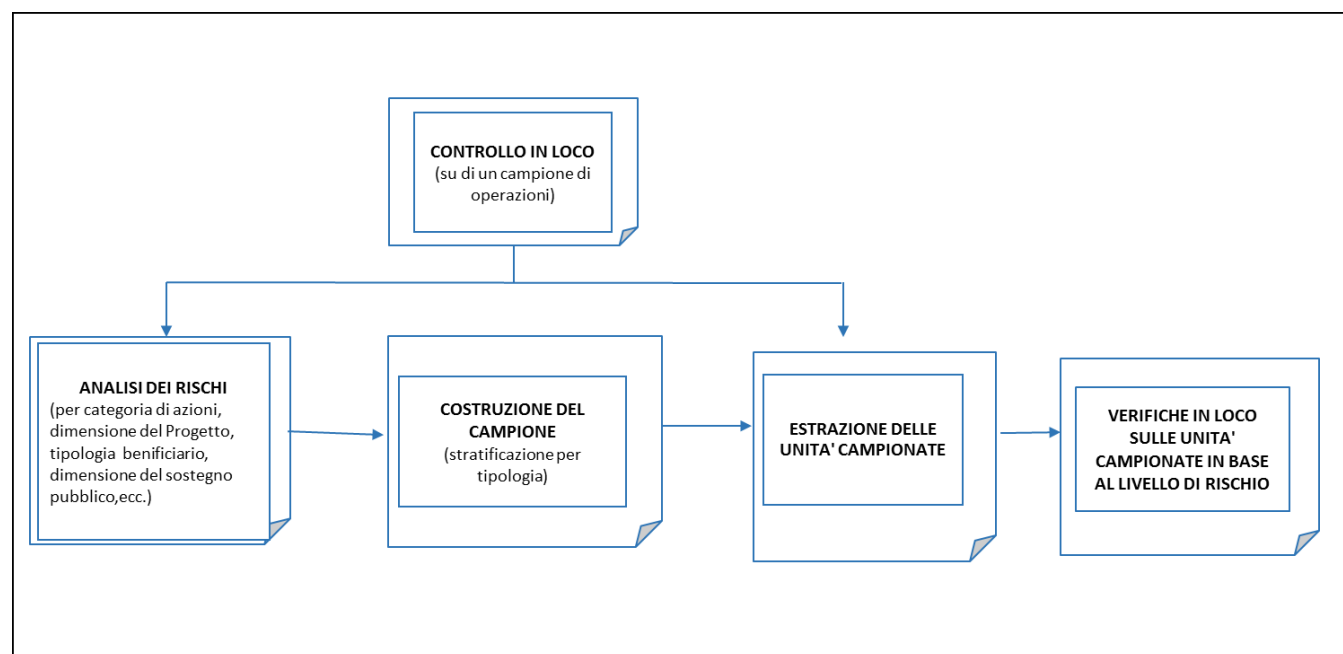 CONTROLLO IN LOCO
(su di un campione di
operazioni)
ANALISI DEI RISCHI
(per categoria di azioni,
dimensione del Progetto,
tipologia benificiario,
dimensione del sostegno
pubblico,ecc.)
COSTRUZIONE DEL
CAMPIONE
(stratificazione per
tipologia)
ESTRAZIONE DELLE
UNITA' CAMPIONATE
VERIFICHE IN LOCO
SULLE UNITA'
CAMPIONATE IN BASE
AL LIVELLO DI RISCHIO